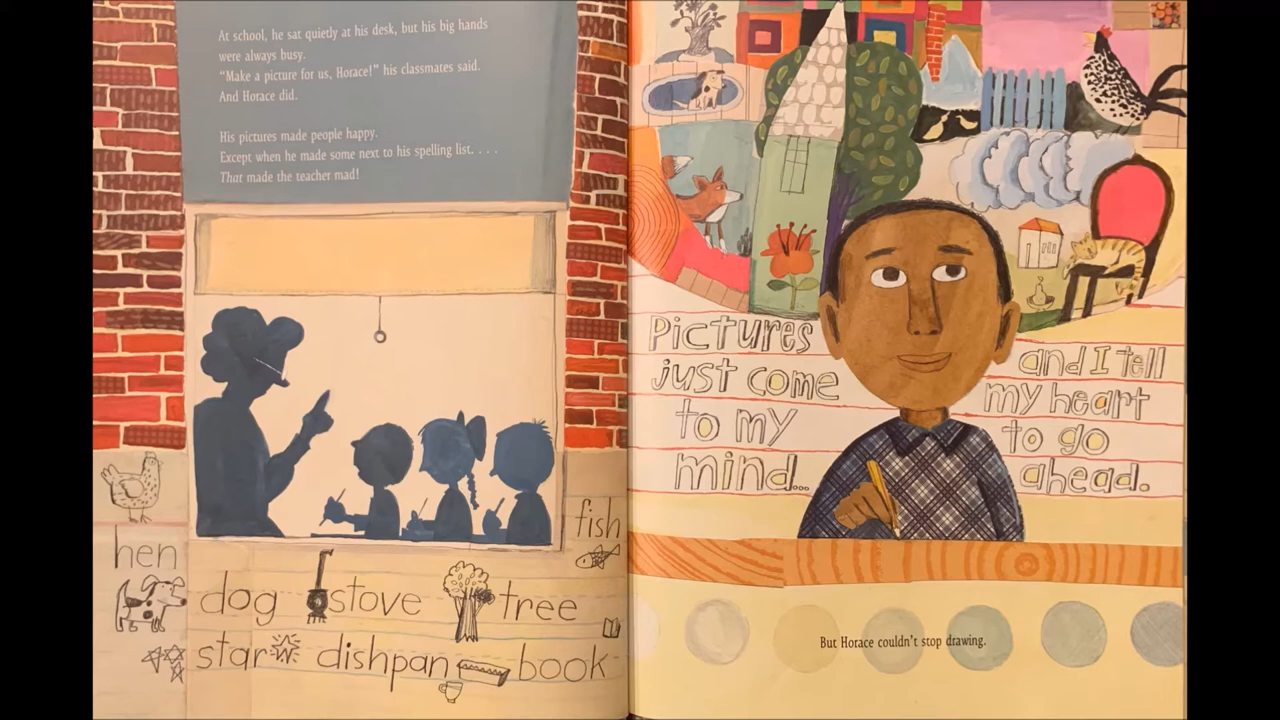 At school, he sat quietly at his desk, but his big hands
were always busy.
“Make a picture for us, Horace!” his classmates said.
And Horace did.
His pictures made people happy.
Except when he made some next to his spelling list. . . .
That made the teacher mad!
hen
fish
dog stove tree
star dishpan book
Pictures
just come
to my
mind...
and I tell
my heart
to go
ahead.
But Horace couldn’t stop drawing.